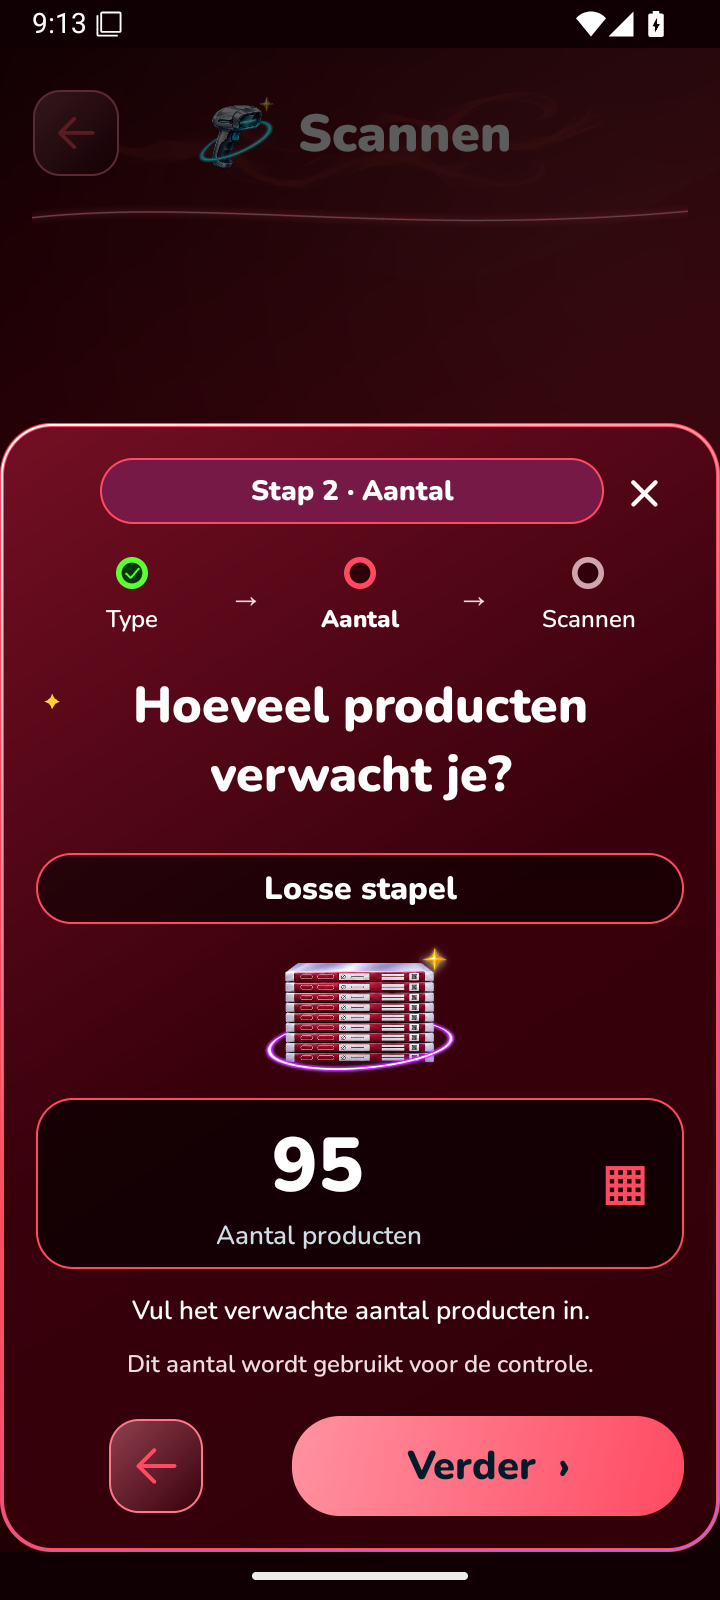 9:13
Scannen
Stap 2 · Aantal
Type
→
Aantal
→
Scannen
Hoeveel producten
verwacht je?
Losse stapel
95
Aantal producten
Vul het verwachte aantal producten in.
Dit aantal wordt gebruikt voor de controle.
Verder ›